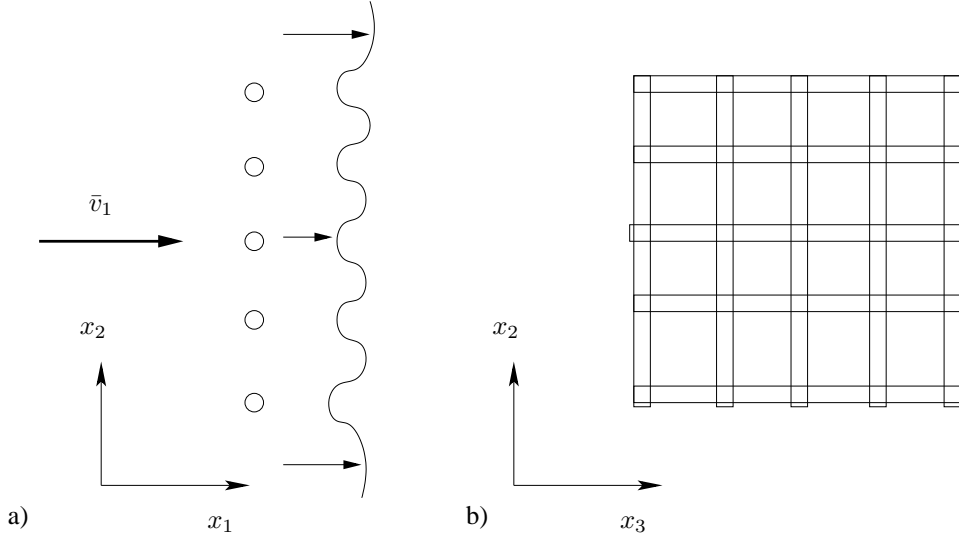 v̄₁
x₂
x₁
a)
x₂
x₃
b)